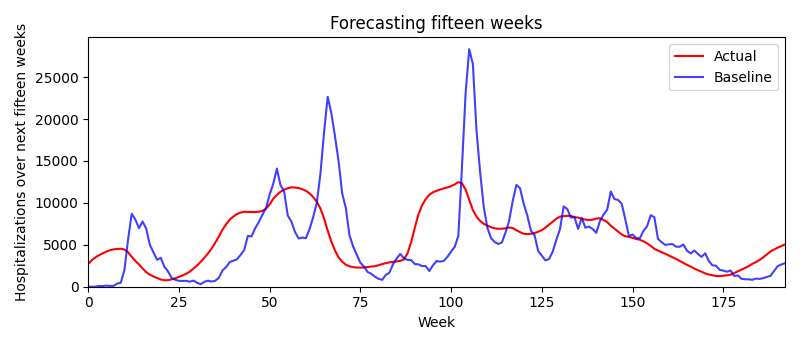 Forecasting fifteen weeks
Hospitalizations over next fifteen weeks
25000
20000
15000
10000
5000
0
Actual
Baseline
0 25 50 75 100 125 150 175
Week